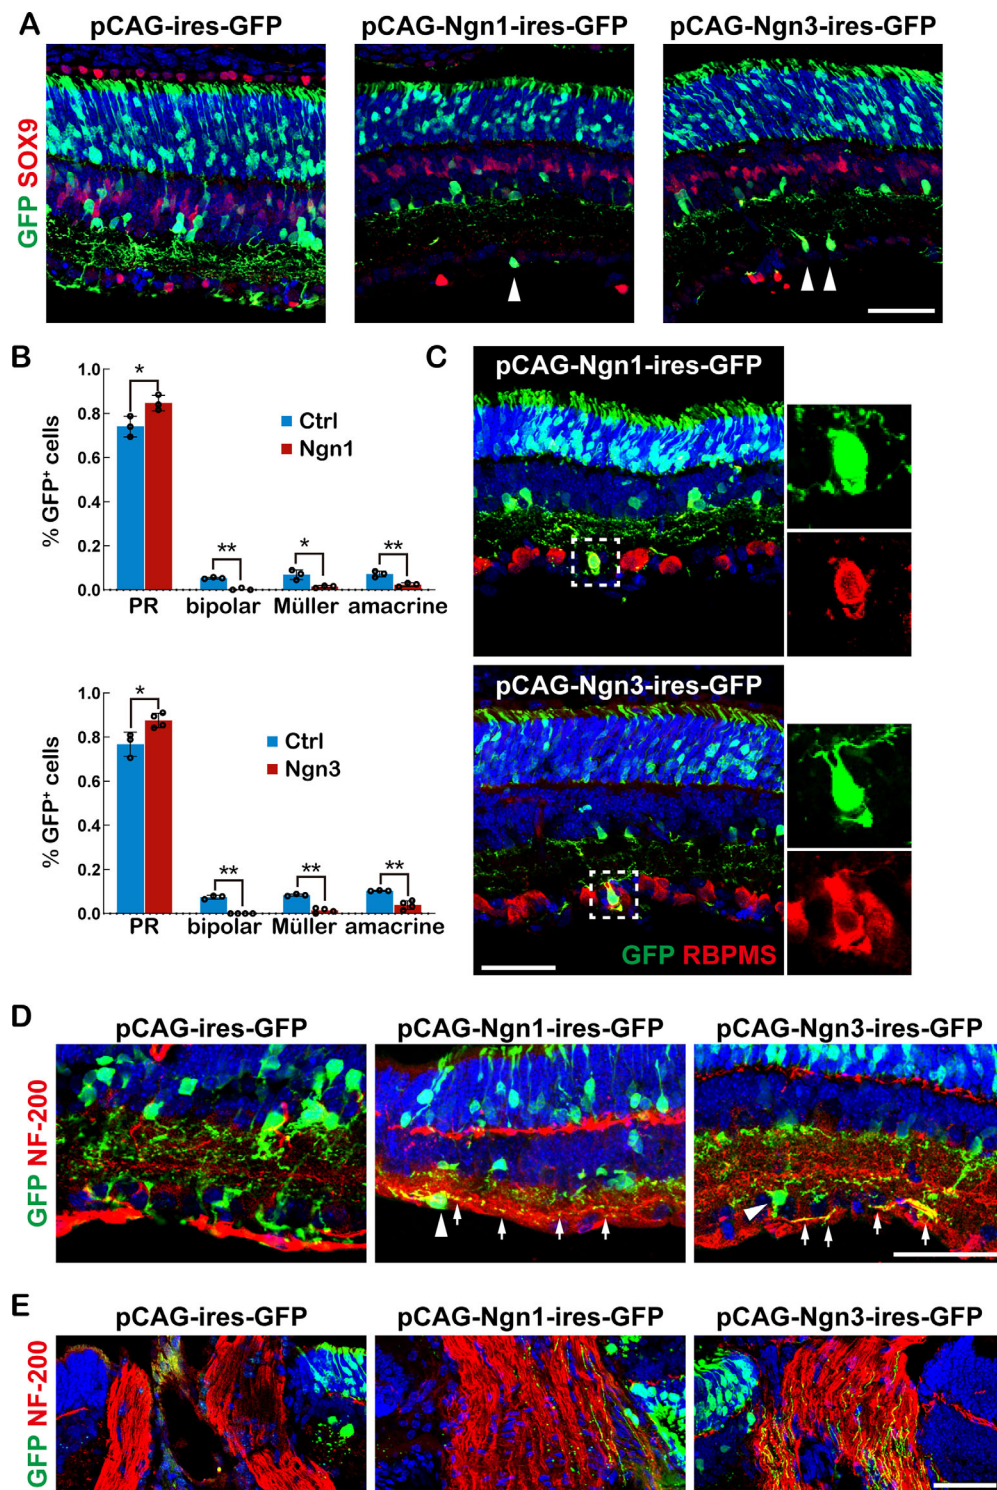 A
pCAG-ires-GFP
pCAG-Ngn1-ires-GFP
pCAG-Ngn3-ires-GFP
GFP SOX9
B
% GFP+ cells
1.0
0.8
0.6
0.4
0.2
0.0
*
**
*
**
Ctrl
Ngn1
PR
bipolar
Müller
amacrine
% GFP+ cells
1.0
0.8
0.6
0.4
0.2
0.0
*
**
**
**
Ctrl
Ngn3
PR
bipolar
Müller
amacrine
C
pCAG-Ngn1-ires-GFP
pCAG-Ngn3-ires-GFP
GFP RBPMS
D
pCAG-ires-GFP
pCAG-Ngn1-ires-GFP
pCAG-Ngn3-ires-GFP
GFP NF-200
E
pCAG-ires-GFP
pCAG-Ngn1-ires-GFP
pCAG-Ngn3-ires-GFP
GFP NF-200